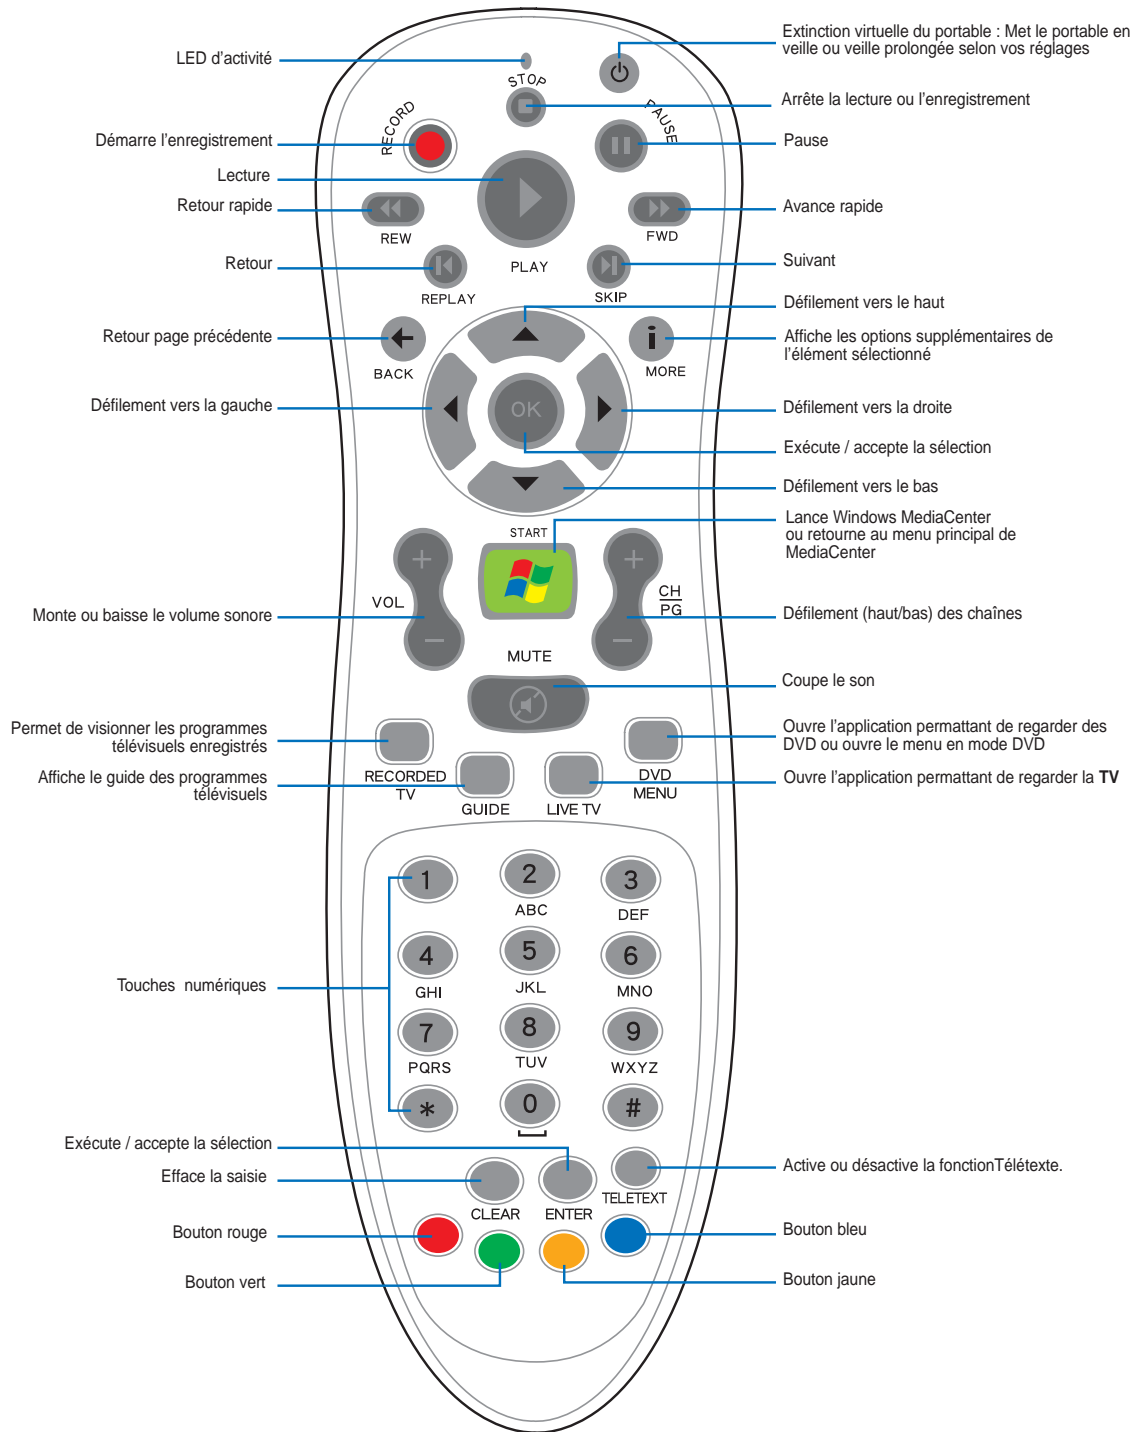 Extinction virtuelle du portable : Met le portable en
veille ou veille prolongée selon vos réglages
LED d'activité
STOP
Arrête la lecture ou l'enregistrement
RECORD
PAUSE
Démarre l'enregistrement
Pause
Lecture
Retour rapide
Avance rapide
REW
FWD
Retour
PLAY
Suivant
REPLAY
SKIP
Défilement vers le haut
Retour page précédente
Affiche les options supplémentaires de
l'élément sélectionné
i
BACK
MORE
Défilement vers la gauche
OK
Défilement vers la droite
Exécute / accepte la sélection
Défilement vers le bas
START
Lance Windows MediaCenter
ou retourne au menu principal de
MediaCenter
+
+
VOL
CH
PG
Monte ou baisse le volume sonore
Défilement (haut/bas) des chaînes
−
−
MUTE
Coupe le son
Permet de visionner les programmes
télévisuels enregistrés
Ouvre l'application permattant de regarder des
DVD ou ouvre le menu en mode DVD
Affiche le guide des programmes
télévisuels
RECORDED
TV
GUIDE
LIVE TV
DVD
MENU
Ouvre l'application permattant de regarder la TV
1
2
3
ABC
DEF
4
5
6
GHI
JKL
MNO
Touches numériques
7
8
9
PQRS
TUV
WXYZ
*
0
#
Exécute / accepte la sélection
Efface la saisie
Active ou désactive la fonctionTélétexte.
CLEAR
ENTER
TELETEXT
Bouton rouge
Bouton bleu
Bouton vert
Bouton jaune